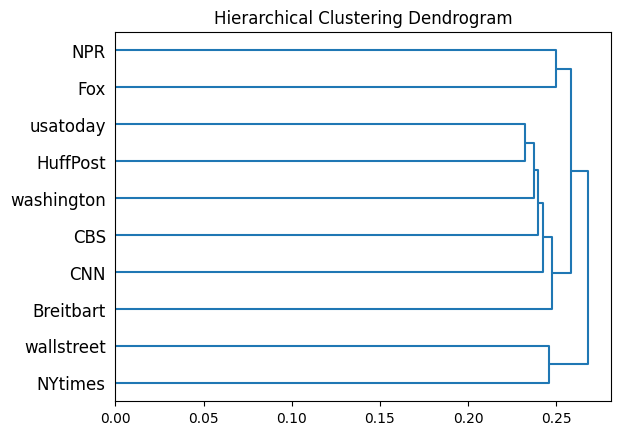 Hierarchical Clustering Dendrogram
NPR
Fox
usatoday
HuffPost
washington
CBS
CNN
Breitbart
wallstreet
NYtimes
0.00 0.05 0.10 0.15 0.20 0.25